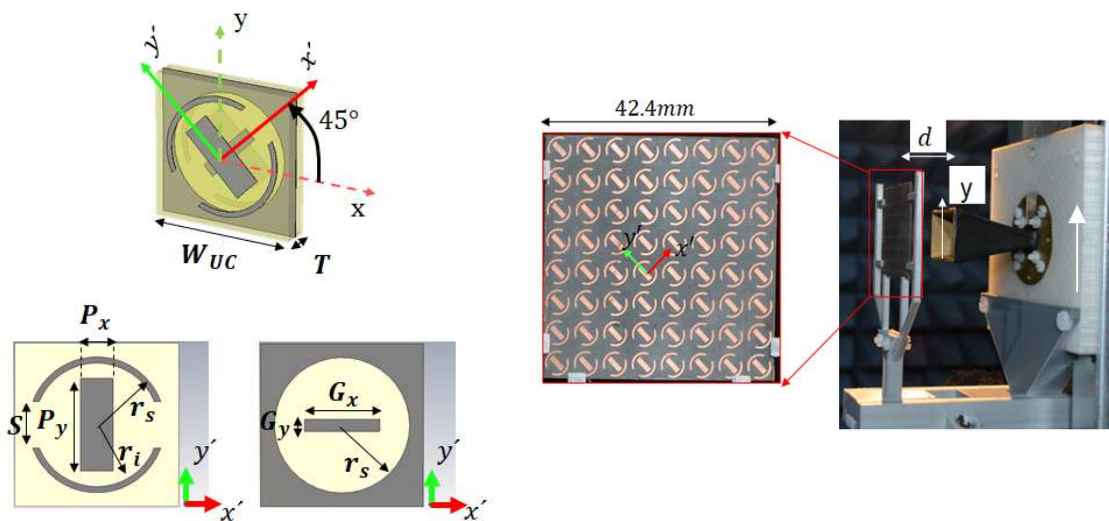 y
y´
x´
45°
x
W_UC
T
P_x
S
P_y
r_s
r_i
y´
x´
G_x
G_y
r_s
y´
x´
42.4mm
y′
x′
d
y